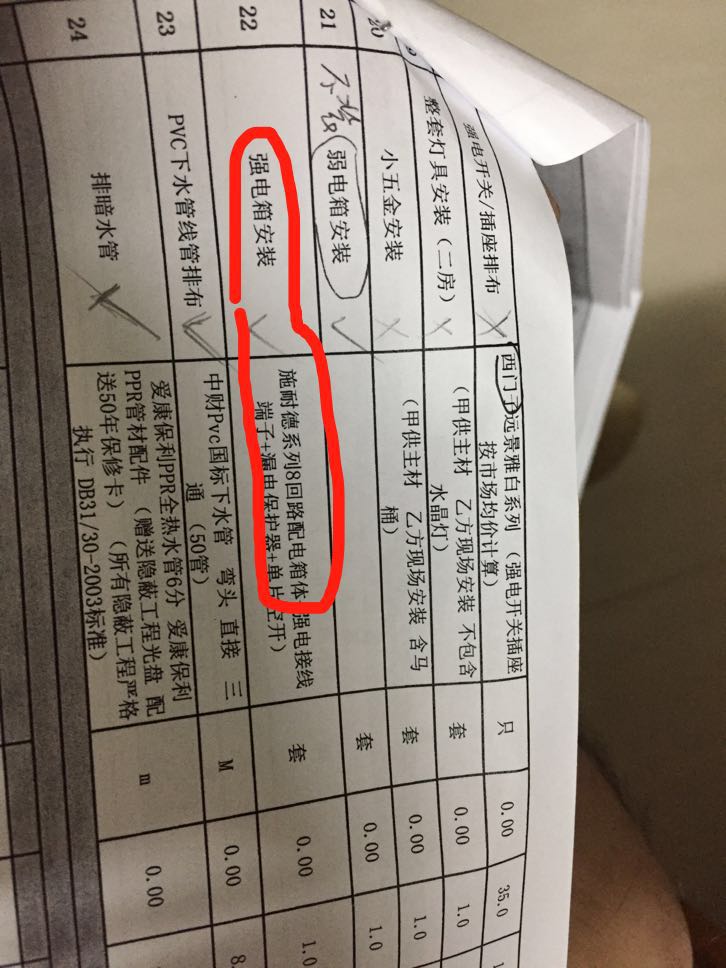 强电开关/插座排布
西门子远景雅白系列（强电开关插座
按市场均价计算）
只
0.00
35.0
整套灯具安装（二房）
（甲供主材 乙方现场安装 不包含
水晶灯）
套
0.00
1.0
20
小五金安装
（甲供主材 乙方现场安装 含马
桶）
套
0.00
1.0
21
弱电箱安装
套
0.00
1.0
22
强电箱安装
施耐德系列8回路配电箱体 强电接线
端子+漏电保护器+单片空开）
套
0.00
1.0
23
PVC下水管线管排布
中财Pvc国标下水管 弯头 直接 三
通（50管）
M
0.00
8.
24
排暗水管
爱康保利PPR全热水管6分 爱康保利
PPR管材配件（赠送隐蔽工程光盘 配
送50年保修卡）（所有隐蔽工程严格
执行 DB31/30-2003标准）
m
0.00